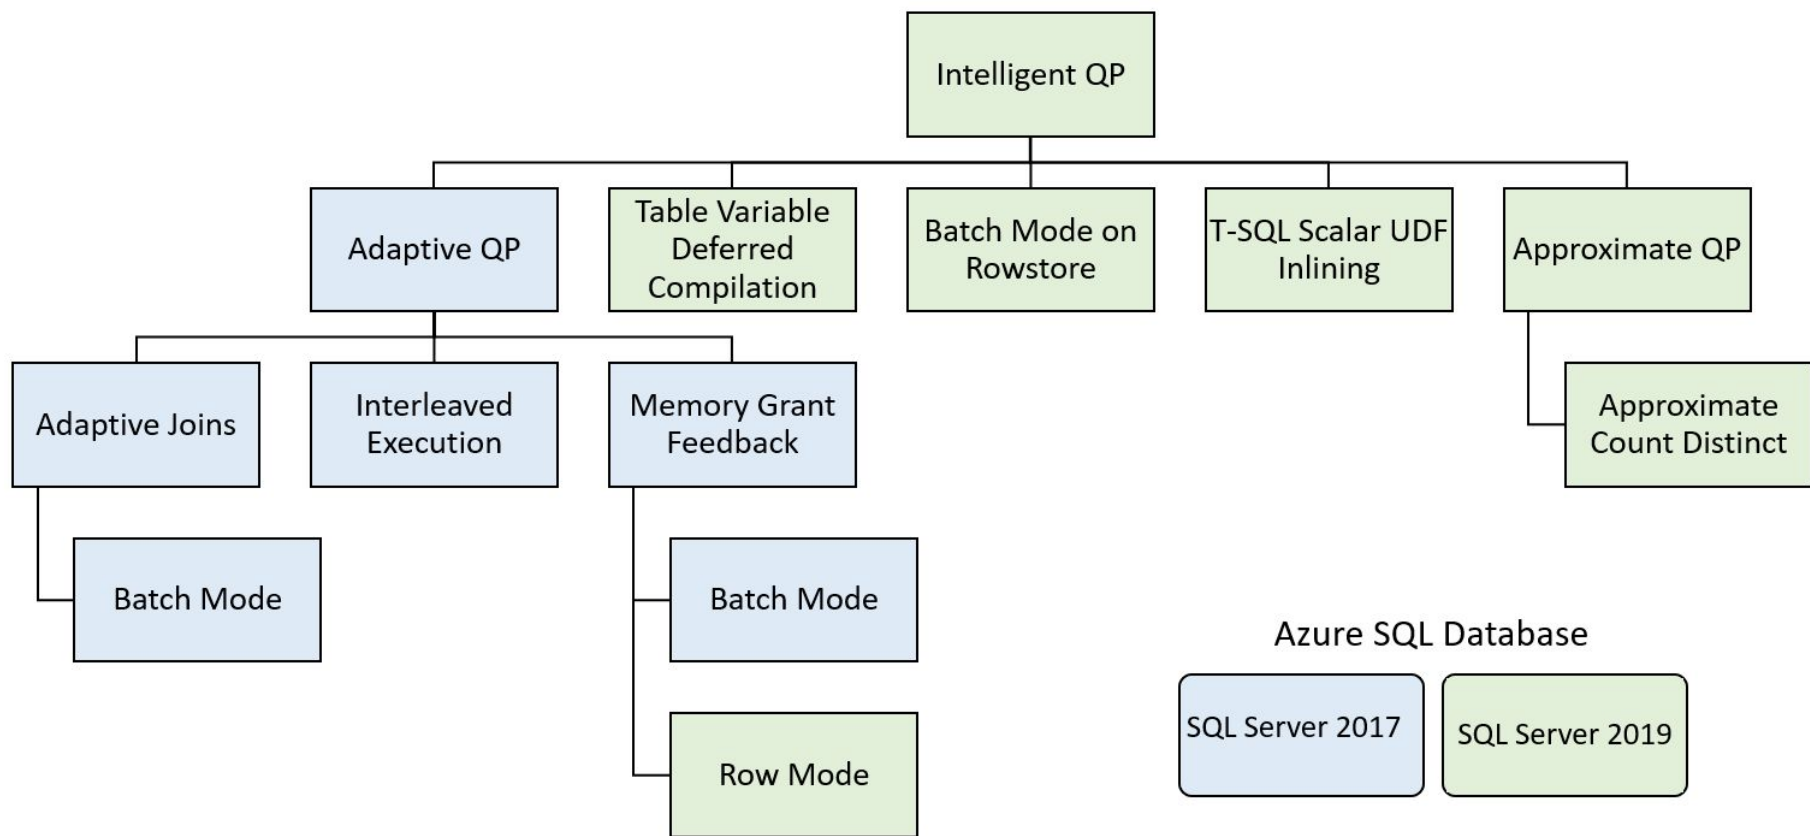 Intelligent QP
Adaptive QP
Table Variable
Deferred
Compilation
Batch Mode on
Rowstore
T-SQL Scalar UDF
Inlining
Approximate QP
Adaptive Joins
Interleaved
Execution
Memory Grant
Feedback
Approximate
Count Distinct
Batch Mode
Batch Mode
Row Mode
Azure SQL Database
SQL Server 2017
SQL Server 2019